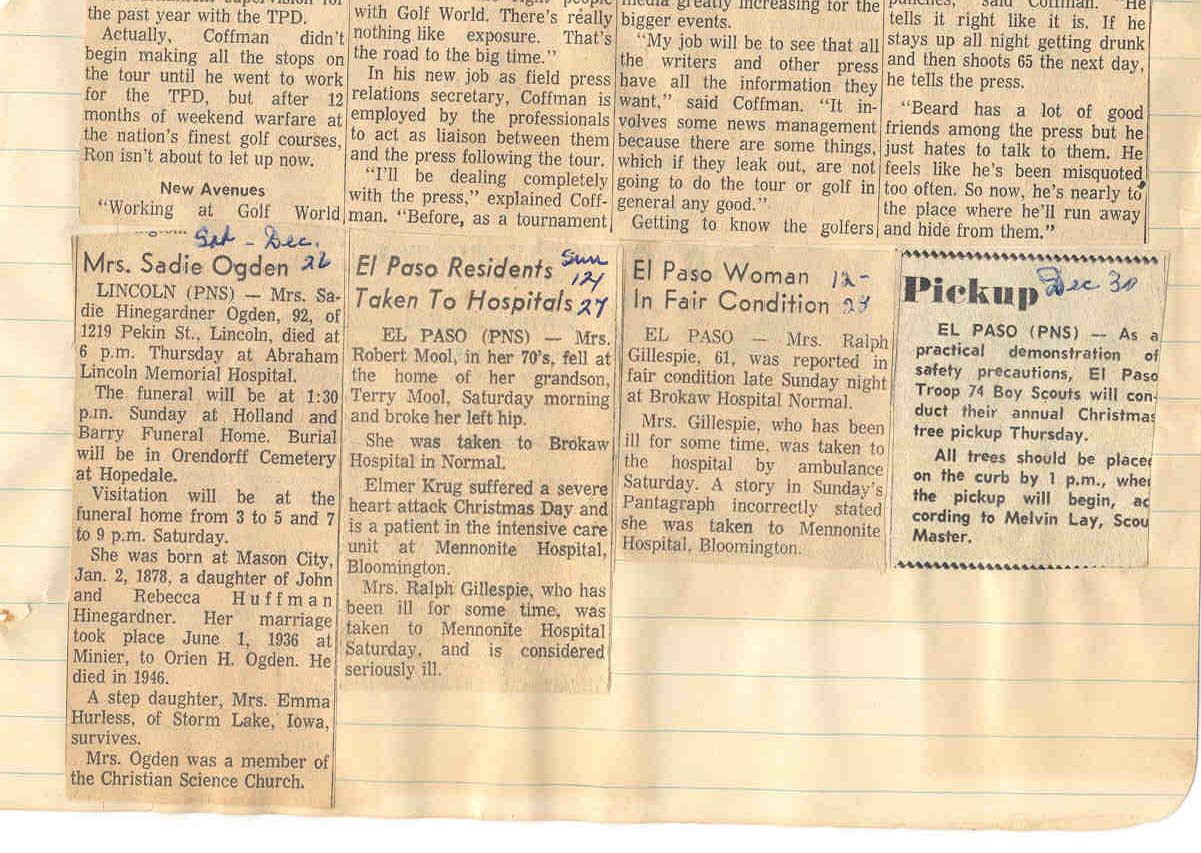 the past year with the TPD.
Actually, Coffman didn't
begin making all the stops on
the tour until he went to work
for the TPD, but after 12
months of weekend warfare at
the nation's finest golf courses,
Ron isn't about to let up now.
New Avenues
"Working at Golf World
with Golf World. There's really
nothing like exposure. That's
the road to the big time."
In his new job as field press
relations secretary, Coffman is
employed by the professionals
to act as liaison between them
and the press following the tour.
"I'll be dealing completely
with the press," explained Coff-
man. "Before, as a tournament
media greatly increasing for the
bigger events.
"My job will be to see that all
the writers and other press
have all the information they
want," said Coffman. "It in-
volves some news management
because there are some things,
which if they leak out, are not
going to do the tour or golf in
general any good."
Getting to know the golfers
said Coffman. "He
tells it right like it is. If he
stays up all night getting drunk
and then shoots 65 the next day,
he tells the press.
"Beard has a lot of good
friends among the press but he
just hates to talk to them. He
feels like he's been misquoted
too often. So now, he's nearly to
the place where he'll run away
and hide from them."
Sat - Dec.
Mrs. Sadie Ogden 26
LINCOLN (PNS) — Mrs. Sa-
die Hinegardner Ogden, 92, of
1219 Pekin St., Lincoln, died at
6 p.m. Thursday at Abraham
Lincoln Memorial Hospital.
The funeral will be at 1:30
p.m. Sunday at Holland and
Barry Funeral Home. Burial
will be in Orendorff Cemetery
at Hopedale.
Visitation will be at the
funeral home from 3 to 5 and 7
to 9 p.m. Saturday.
She was born at Mason City,
Jan. 2, 1878, a daughter of John
and Rebecca Huffman
Hinegardner. Her marriage
took place June 1, 1936 at
Minier, to Orien H. Ogden. He
died in 1946.
A step daughter, Mrs. Emma
Hurless, of Storm Lake, Iowa,
survives.
Mrs. Ogden was a member of
the Christian Science Church.
El Paso Residents Sun
Taken To Hospitals 27
EL PASO (PNS) — Mrs.
Robert Mool, in her 70's, fell at
the home of her grandson,
Terry Mool, Saturday morning
and broke her left hip.
She was taken to Brokaw
Hospital in Normal.
Elmer Krug suffered a severe
heart attack Christmas Day and
is a patient in the intensive care
unit at Mennonite Hospital,
Bloomington.
Mrs. Ralph Gillespie, who has
been ill for some time, was
taken to Mennonite Hospital
Saturday, and is considered
seriously ill.
El Paso Woman 12-
In Fair Condition
EL PASO — Mrs. Ralph
Gillespie, 61, was reported in
fair condition late Sunday night
at Brokaw Hospital Normal.
Mrs. Gillespie, who has been
ill for some time, was taken to
the hospital by ambulance
Saturday. A story in Sunday's
Pantagraph incorrectly stated
she was taken to Mennonite
Hospital, Bloomington.
Pickup Dec 30
EL PASO (PNS) — As a
practical demonstration of
safety precautions, El Paso
Troop 74 Boy Scouts will con-
duct their annual Christmas
tree pickup Thursday.
All trees should be place
on the curb by 1 p.m., whe
the pickup will begin, ac
cording to Melvin Lay, Scou
Master.